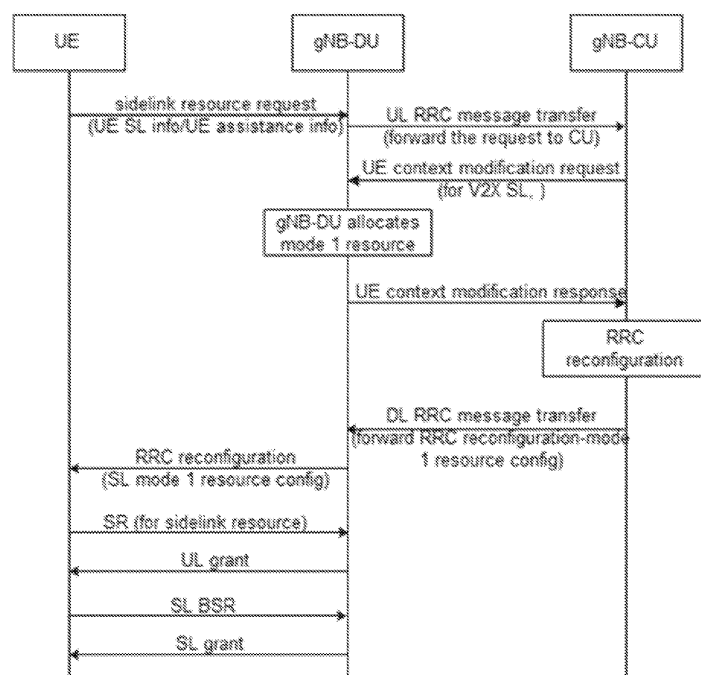 UE
gNB-DU
gNB-CU
sidelink resource request
(UE SL info/UE assistance info)
UL RRC message transfer
(forward the request to CU)
UE context modification request
(for V2X SL, )
gNB-DU allocates
mode 1 resource
UE context modification response
RRC
reconfiguration
DL RRC message transfer
(forward RRC reconfiguration-mode
1 resource config)
RRC reconfiguration
(SL mode 1 resource config)
SR (for sidelink resource)
UL grant
SL BSR
SL grant